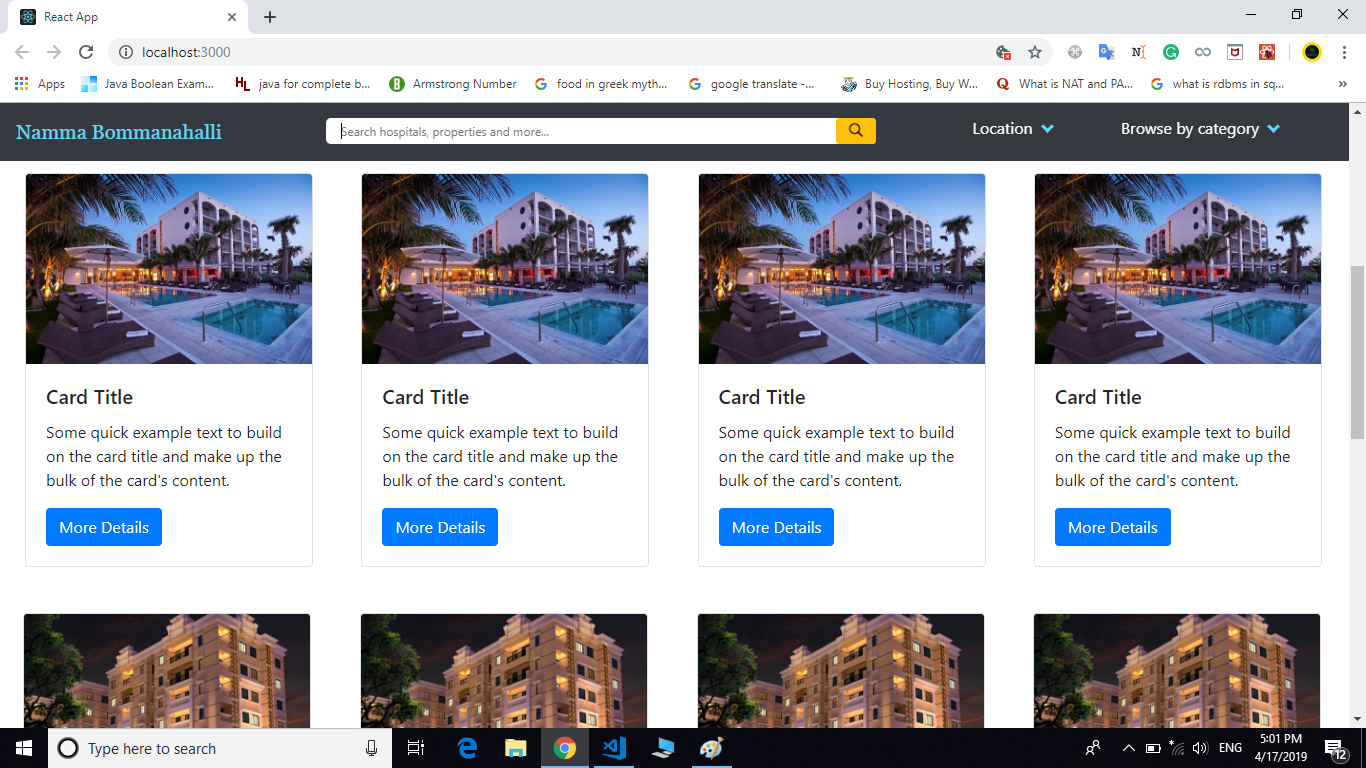 React App
localhost:3000
Apps
Java Boolean Exam...
HL java for complete b...
B Armstrong Number
G food in greek myth...
G google translate -...
Buy Hosting, Buy W...
Q What is NAT and PA...
G what is rdbms in sq...
»
Namma Bommanahalli
Search hospitals, properties and more...
Location
Browse by category
Card Title
Some quick example text to build
on the card title and make up the
bulk of the card's content.
More Details
Card Title
Some quick example text to build
on the card title and make up the
bulk of the card's content.
More Details
Card Title
Some quick example text to build
on the card title and make up the
bulk of the card's content.
More Details
Card Title
Some quick example text to build
on the card title and make up the
bulk of the card's content.
More Details
Type here to search
ENG
5:01 PM
4/17/2019
12